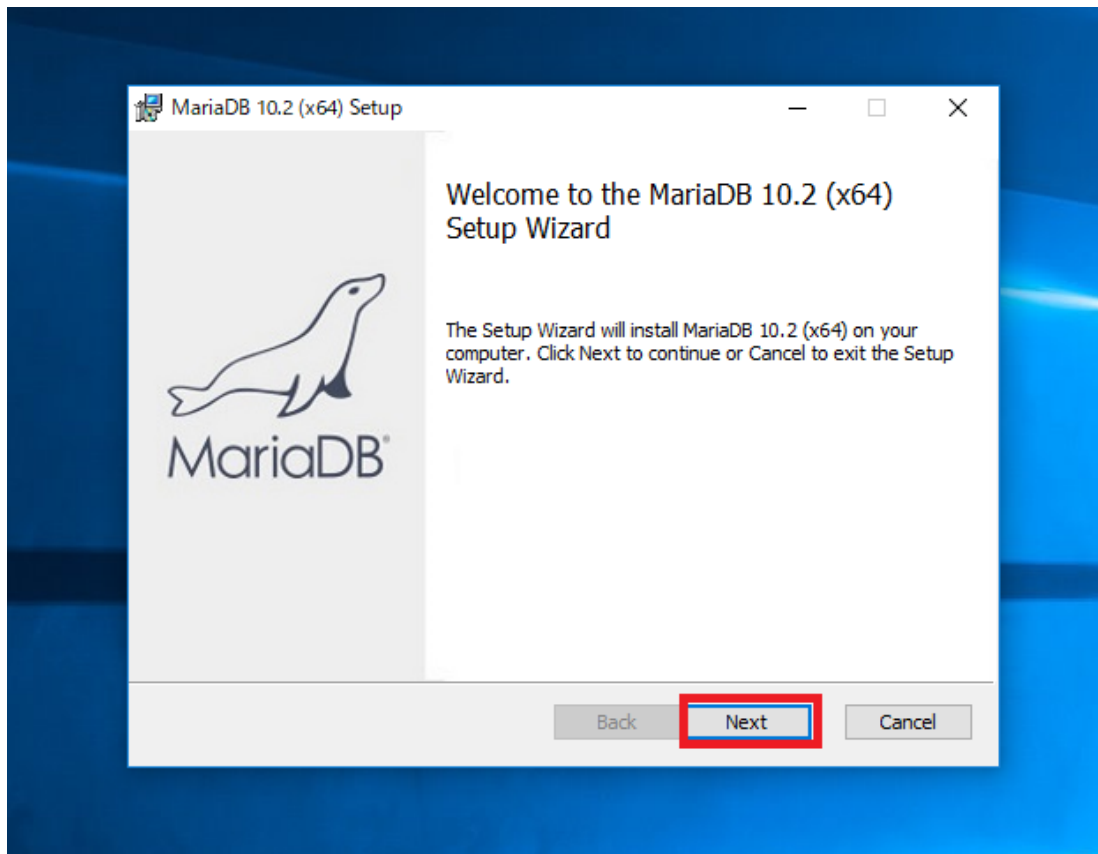 MariaDB 10.2 (x64) Setup
Welcome to the MariaDB 10.2 (x64)
Setup Wizard
The Setup Wizard will install MariaDB 10.2 (x64) on your
computer. Click Next to continue or Cancel to exit the Setup
Wizard.
MariaDB®
Back Next Cancel